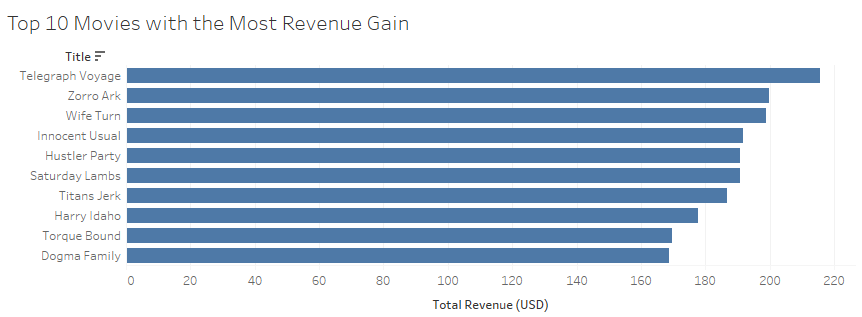 Top 10 Movies with the Most Revenue Gain
Title
Telegraph Voyage
Zorro Ark
Wife Turn
Innocent Usual
Hustler Party
Saturday Lambs
Titans Jerk
Harry Idaho
Torque Bound
Dogma Family
0 20 40 60 80 100 120 140 160 180 200 220
Total Revenue (USD)